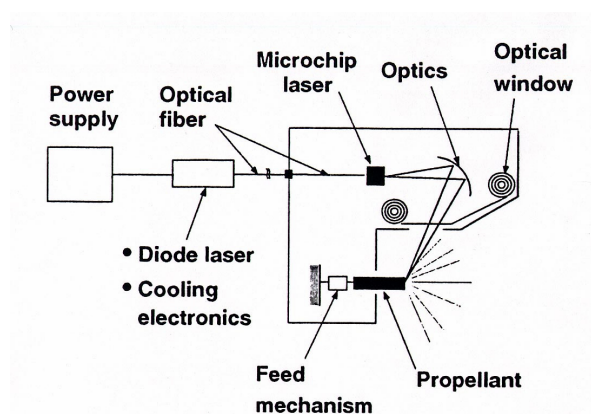 Power
supply
Optical
fiber
Microchip
laser
Optics
Optical
window
• Diode laser
• Cooling
electronics
Feed
mechanism
Propellant